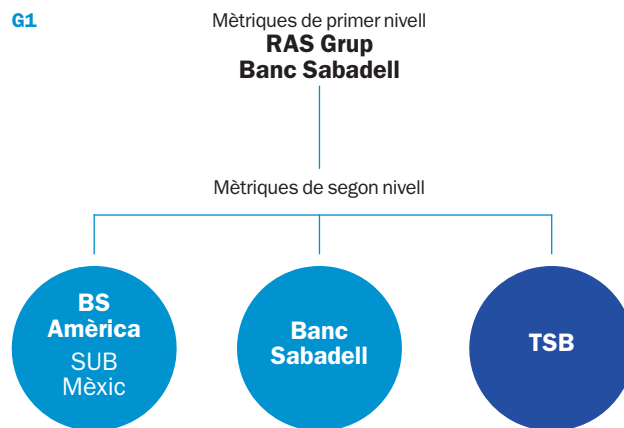 G1
Mètriques de primer nivell
RAS Grup
Banc Sabadell
Mètriques de segon nivell
BS
Amèrica
SUB
Mèxic
Banc
Sabadell
TSB